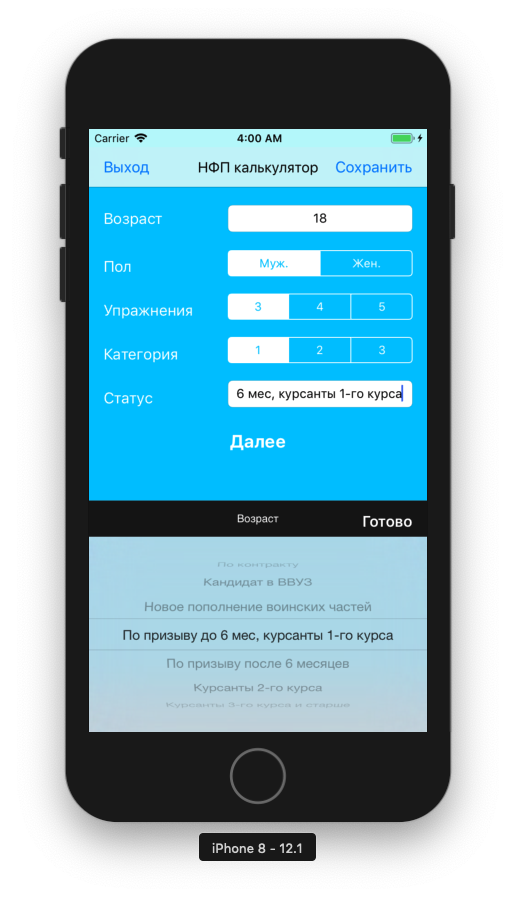 Carrier 4:00 AM
Выход НФП калькулятор Сохранить
Возраст 18
Пол Муж. Жен.
Упражнения 3 4 5
Категория 1 2 3
Статус 6 мес, курсанты 1-го курса
Далее
Возраст Готово
По контракту
Кандидат в ВВУЗ
Новое пополнение воинских частей
По призыву до 6 мес, курсанты 1-го курса
По призыву после 6 месяцев
Курсанты 2-го курса
Курсанты 3-го курса и старше
iPhone 8 - 12.1